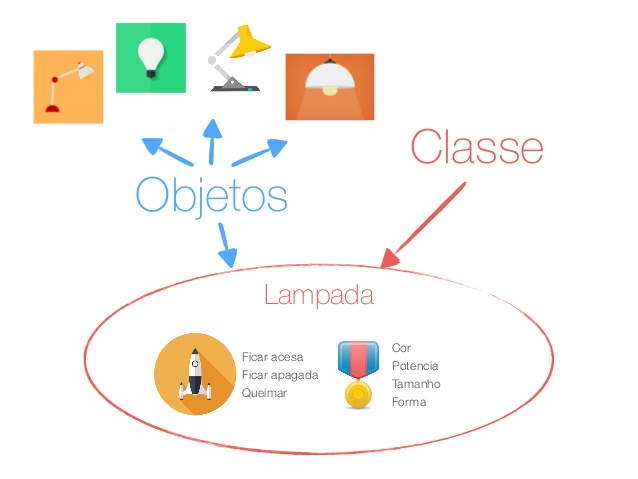 Classe
Objetos
Lampada
Ficar acesa
Ficar apagada
Queimar
Cor
Potencia
Tamanho
Forma